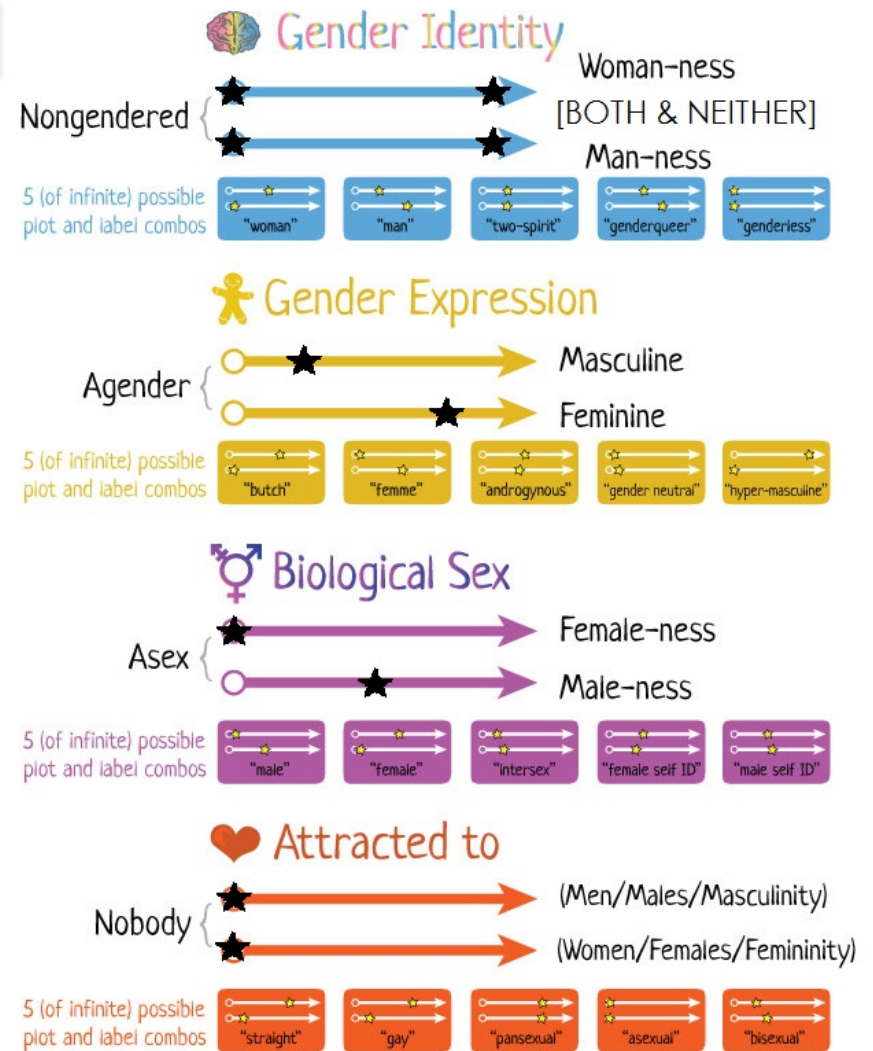 Gender Identity
Woman-ness
Nongendered
[BOTH & NEITHER]
Man-ness
5 (of infinite) possible
plot and label combos
"woman"
"man"
"two-spirit"
"genderqueer"
"genderless"
Gender Expression
Masculine
Agender
Feminine
5 (of infinite) possible
plot and label combos
"butch"
"femme"
"androgynous"
"gender neutral"
"hyper-masculine"
Biological Sex
Female-ness
Asex
Male-ness
5 (of infinite) possible
plot and label combos
"male"
"female"
"intersex"
"female self ID"
"male self ID"
Attracted to
(Men/Males/Masculinity)
Nobody
(Women/Females/Femininity)
5 (of infinite) possible
plot and label combos
"straight"
"gay"
"pansexual"
"asexual"
"bisexual"